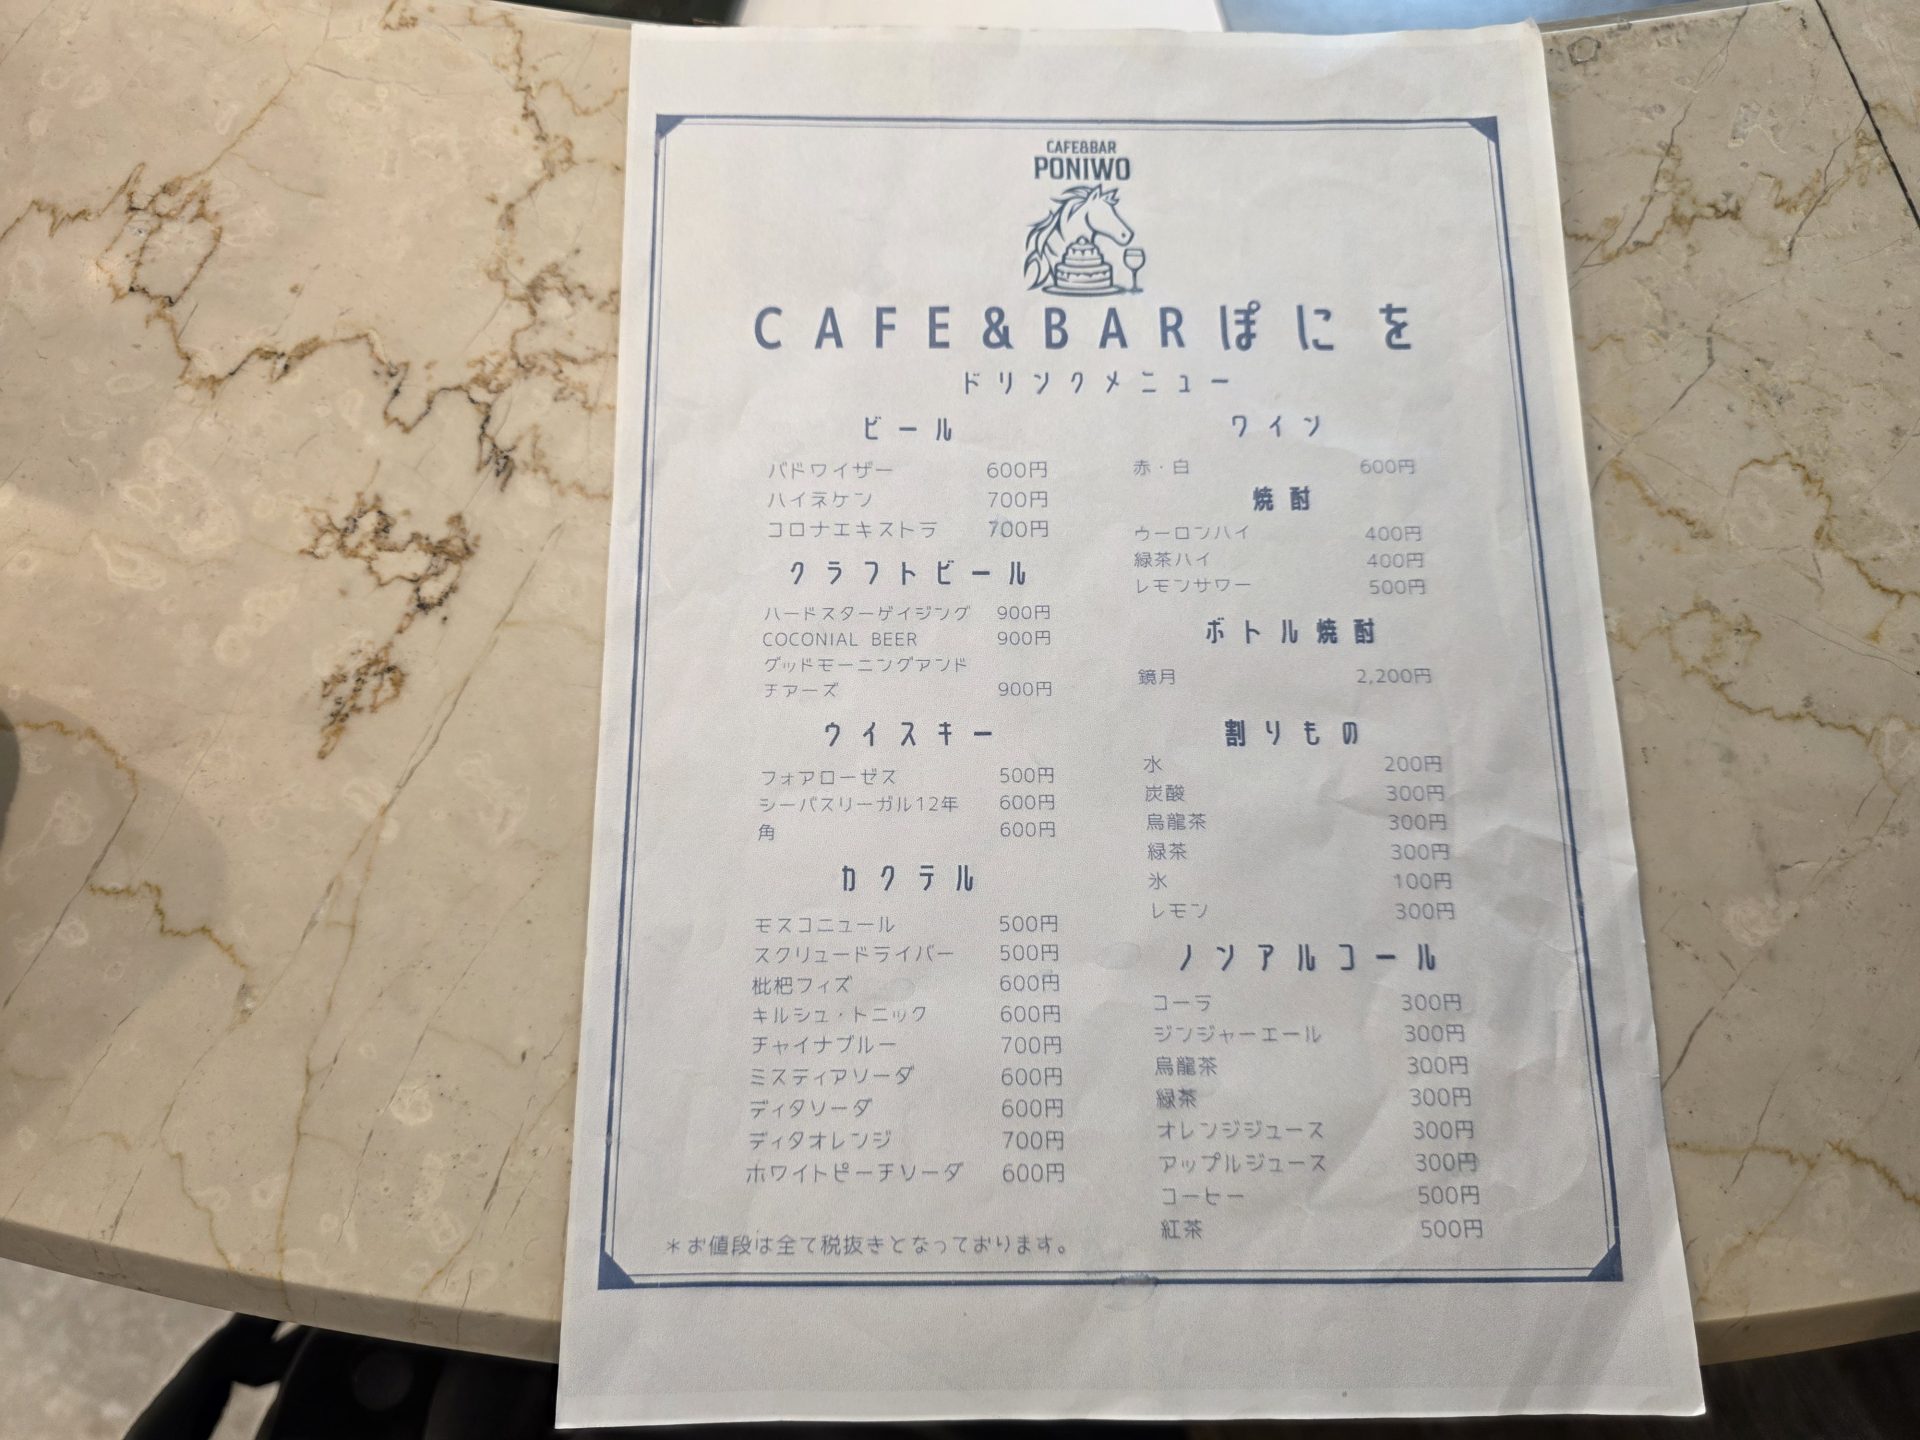 CAFE&BAR
PONIWO
CAFE&BARぽにを
ドリンクメニュー
ビール
バドワイザー 600円
ハイネケン 700円
コロナエキストラ 700円
クラフトビール
ハードスターゲイジング 900円
COCONIAL BEER 900円
グッドモーニングアンド
チアーズ 900円
ウイスキー
フォアローゼス 500円
シーバスリーガル12年 600円
角 600円
カクテル
モスコニュール 500円
スクリュードライバー 500円
枇杷フィズ 600円
キルシュ・トニック 600円
チャイナブルー 700円
ミスティアソーダ 600円
ディタソーダ 600円
ディタオレンジ 700円
ホワイトピーチソーダ 600円
ワイン
赤・白 600円
焼酎
ウーロンハイ 400円
緑茶ハイ 400円
レモンサワー 500円
ボトル焼酎
鏡月 2,200円
割りもの
水 200円
炭酸 300円
烏龍茶 300円
緑茶 300円
氷 100円
レモン 300円
ノンアルコール
コーラ 300円
ジンジャーエール 300円
烏龍茶 300円
緑茶 300円
オレンジジュース 300円
アップルジュース 300円
コーヒー 500円
紅茶 500円
＊お値段は全て税抜きとなっております。